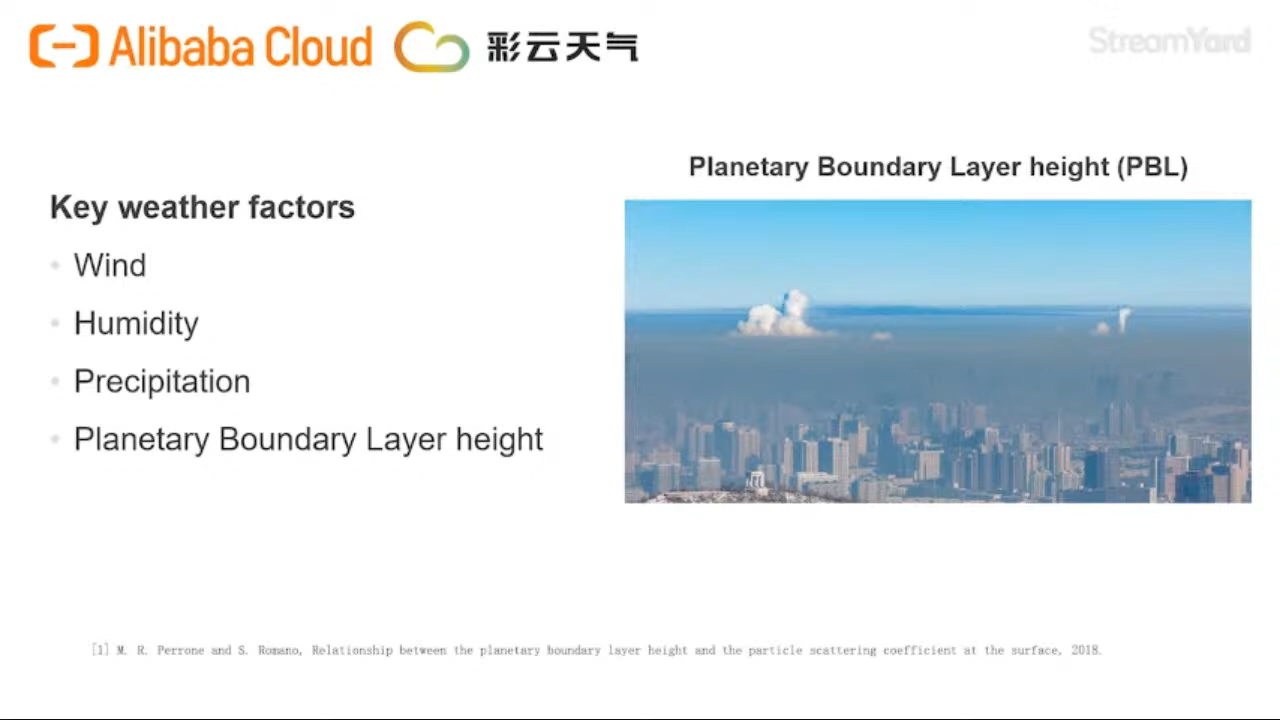 Alibaba Cloud 彩云天气
StreamYard
Planetary Boundary Layer height (PBL)
Key weather factors
Wind
Humidity
Precipitation
Planetary Boundary Layer height
[1] M. R. Perrone and S. Romano, Relationship between the planetary boundary layer height and the particle scattering coefficient at the surface, 2018.